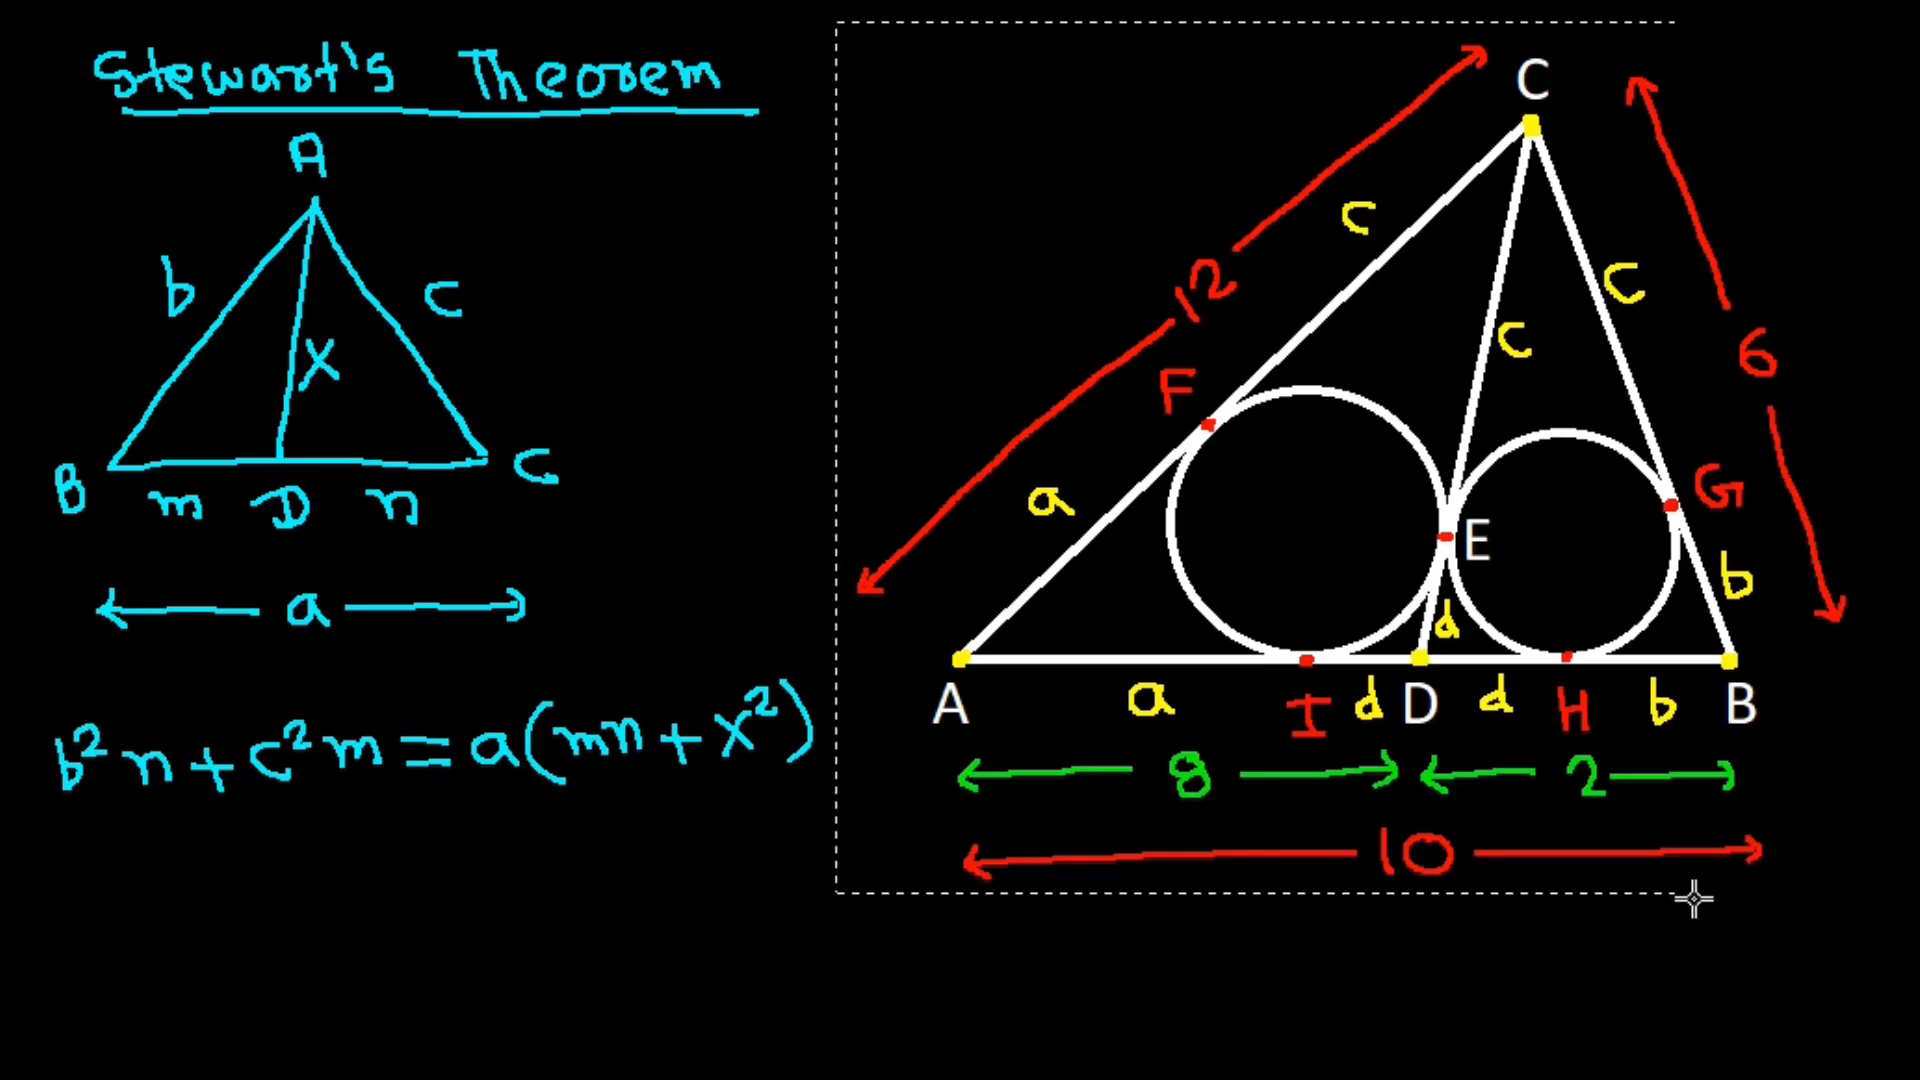 Stewart's Theorem
A
b
c
x
B
m
D
n
C
a
b²n + c²m = a(mn + x²)
C
c
12
c
6
c
F
a
G
E
b
d
A
a
I
d
D
d
H
b
B
8
2
10